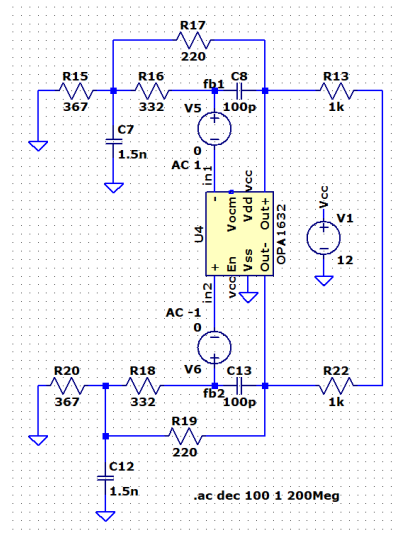 R17
220
R15
367
R16
332
fb1
C8
100p
R13
1k
V5
0
AC 1
C7
1.5n
in1
-
Vocm
Vdd
vcc
Out+
U4
OPA1632
+
En
vcc
Vss
Out-
Vcc
V1
12
in2
AC -1
0
V6
fb2
C13
100p
R20
367
R18
332
R22
1k
R19
220
C12
1.5n
.ac dec 100 1 200Meg